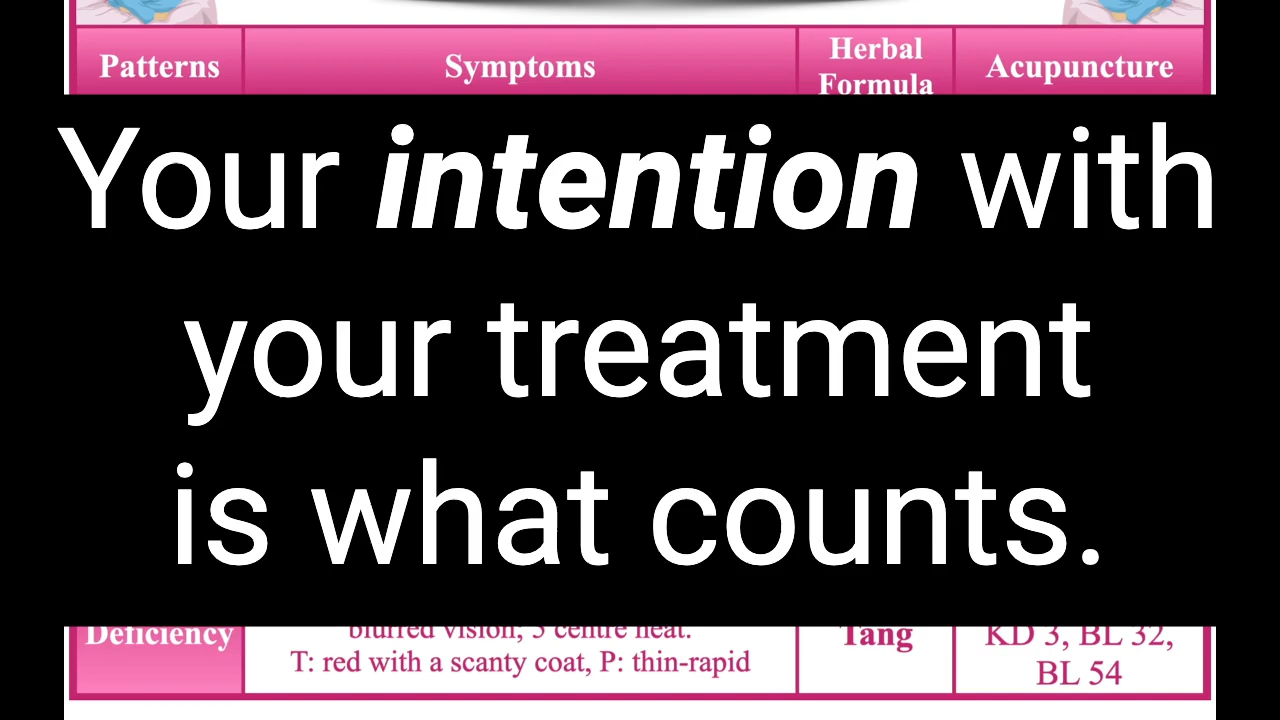 Patterns
Symptoms
Herbal
Formula
Acupuncture
Your intention with
your treatment
is what counts.
Deficiency
blurred vision; 5 centre heat.
T: red with a scanty coat, P: thin-rapid
Tang
KD 3, BL 32,
BL 54